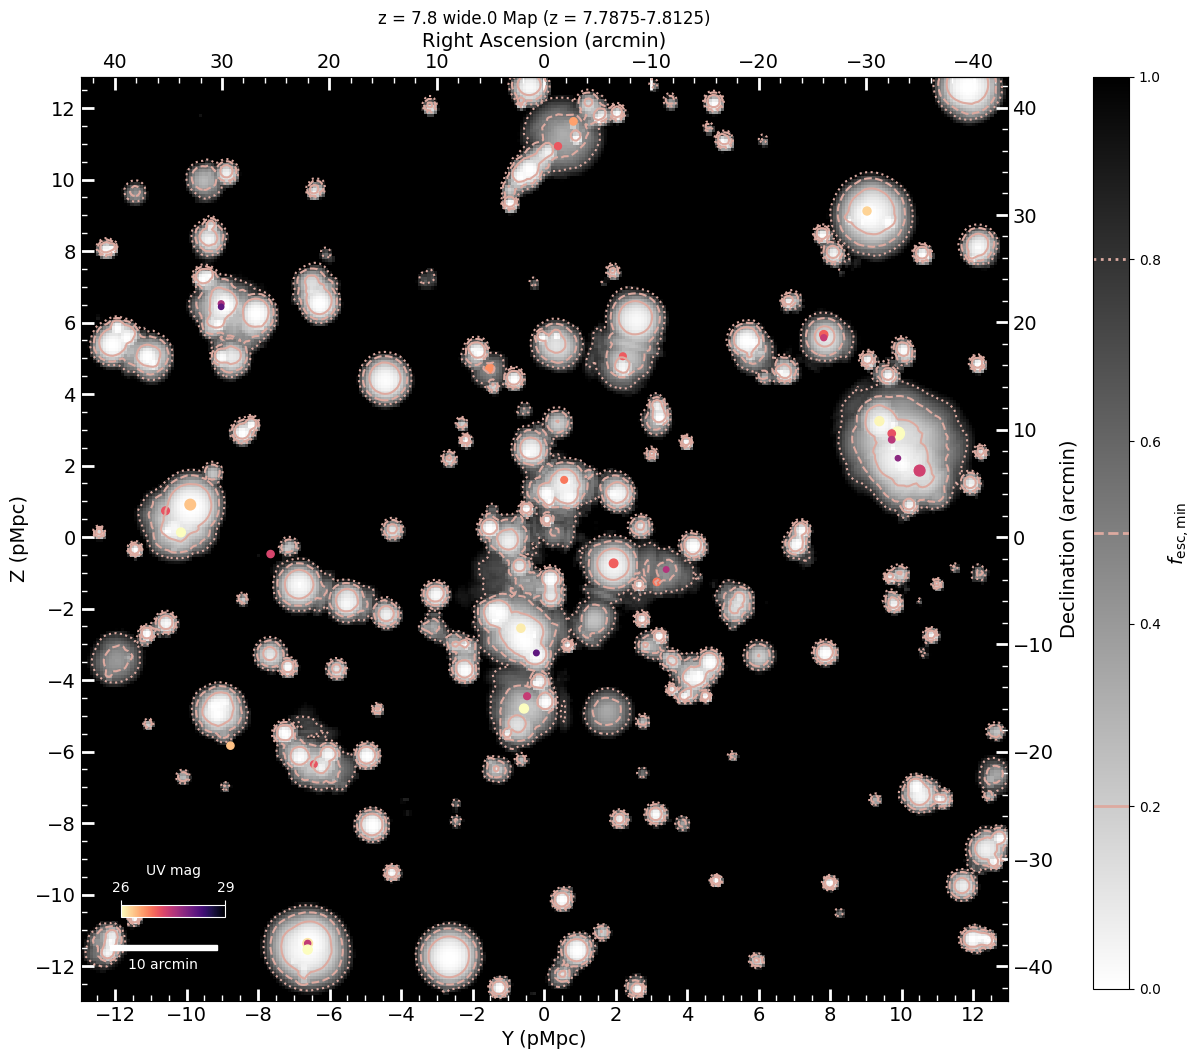 z = 7.8 wide.0 Map (z = 7.7875-7.8125)
Right Ascension (arcmin)
40 30 20 10 0 −10 −20 −30 −40
12 10 8 6 4 2 0 −2 −4 −6 −8 −10 −12
Z (pMpc)
40 30 20 10 0 −10 −20 −30 −40
Declination (arcmin)
1.0 0.8 0.6 0.4 0.2 0.0
fesc,min
UV mag
26 29
10 arcmin
−12 −10 −8 −6 −4 −2 0 2 4 6 8 10 12
Y (pMpc)